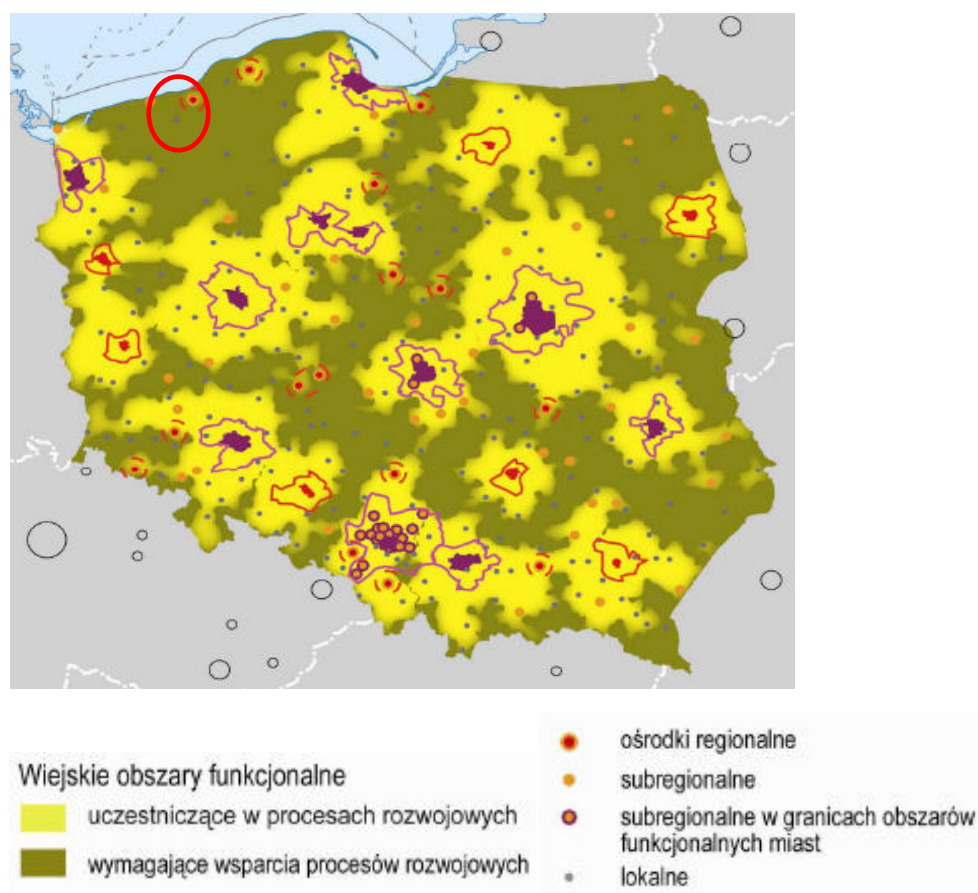 Wiejskie obszary funkcjonalne
uczestniczące w procesach rozwojowych
wymagające wsparcia procesów rozwojowych
ośrodki regionalne
subregionalne
subregionalne w granicach obszarów
funkcjonalnych miast
lokalne